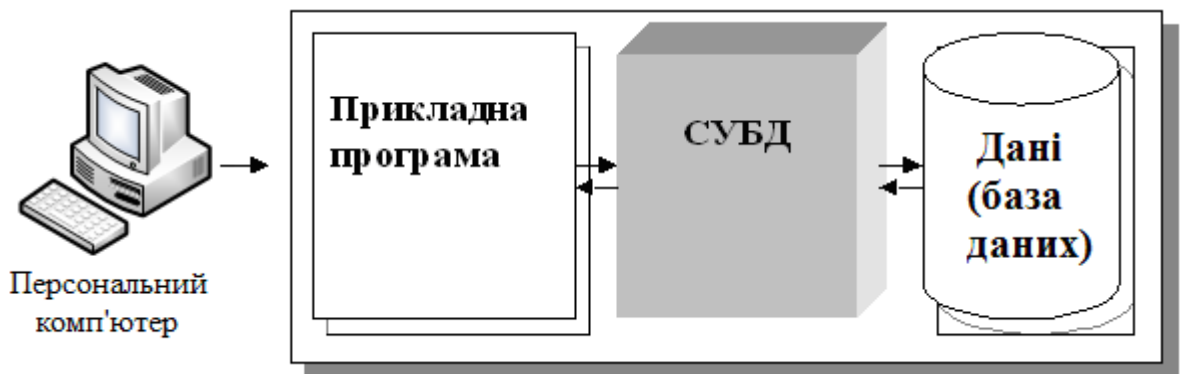 Прикладна
програма
СУБД
Дані
(база
даних)
Персональний
комп'ютер